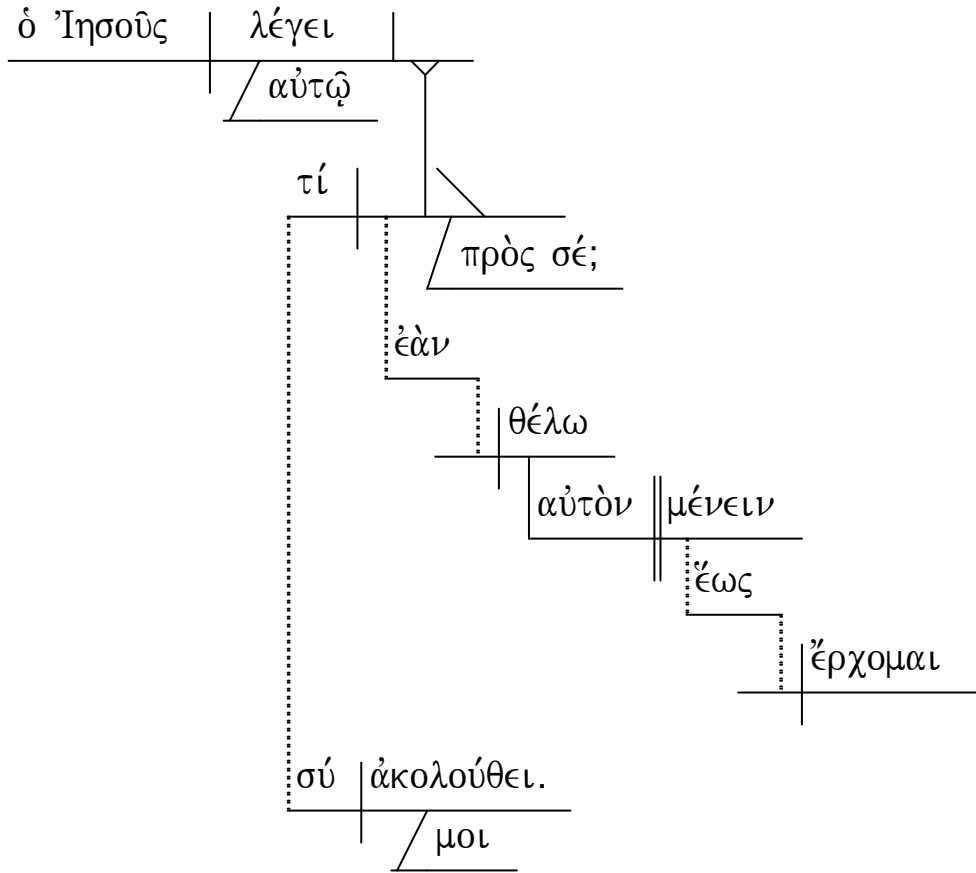 ὁ Ἰησοῦς λέγει
αὐτῷ
τί
πρὸς σέ;
ἐὰν
θέλω
αὐτὸν μένειν
ἕως
ἔρχομαι
σύ ἀκολούθει.
μοι